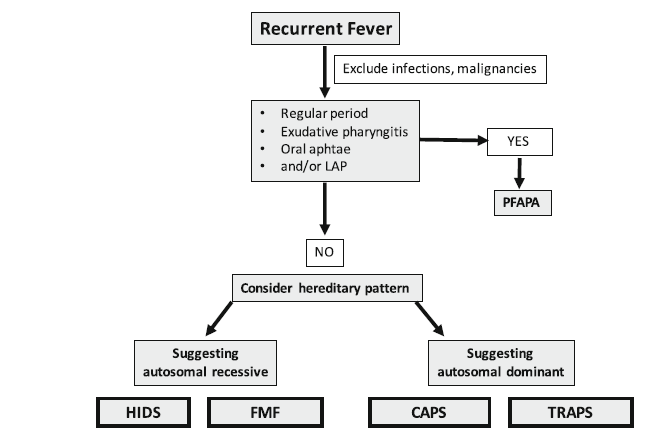 Recurrent Fever
Exclude infections, malignancies
• Regular period
• Exudative pharyngitis
• Oral aphtae
• and/or LAP
YES
PFAPA
NO
Consider hereditary pattern
Suggesting
autosomal recessive
Suggesting
autosomal dominant
HIDS
FMF
CAPS
TRAPS